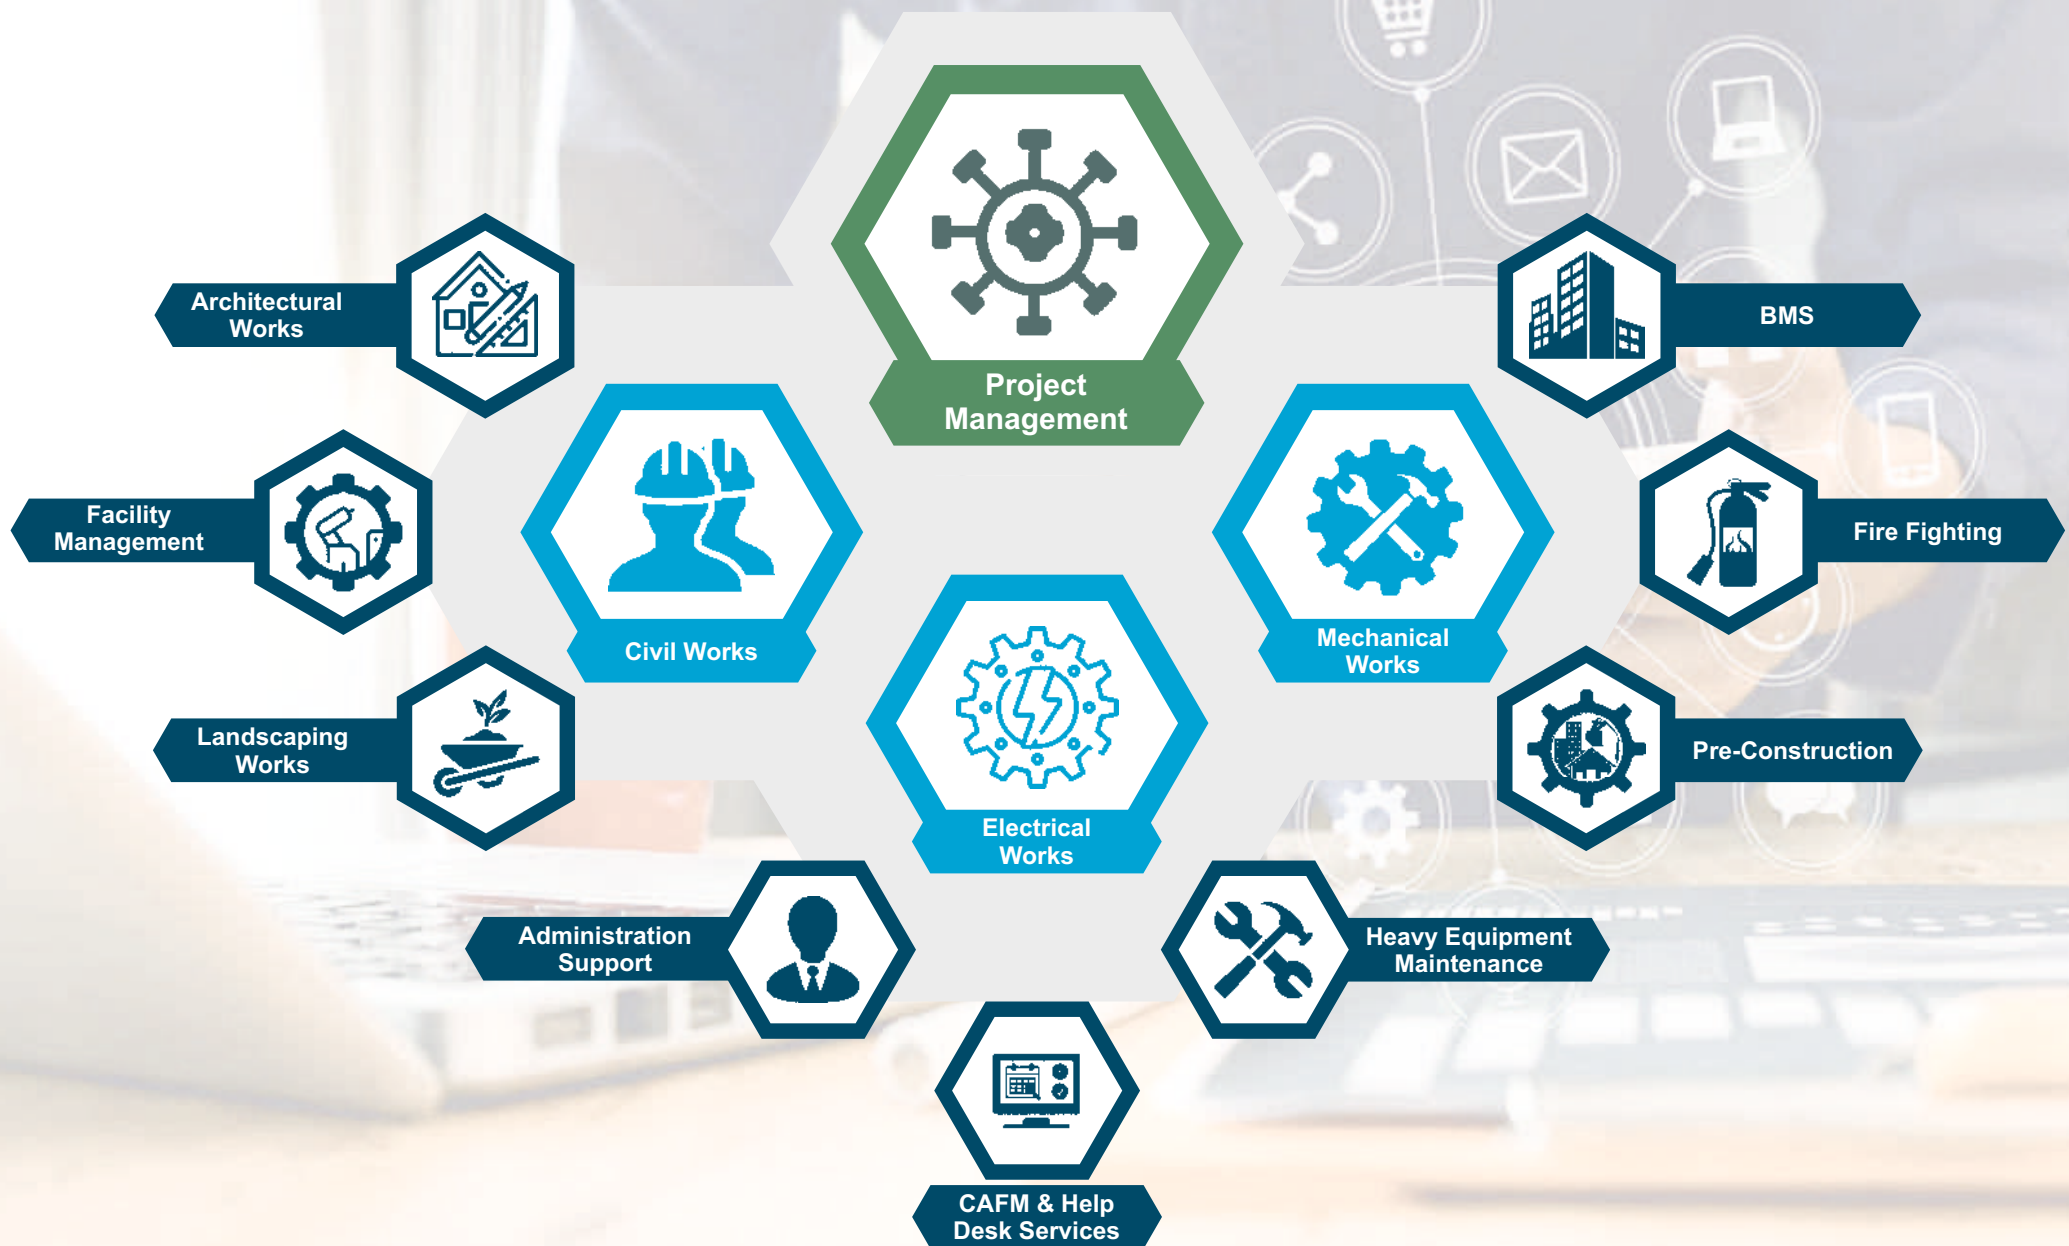 Project
Management
Architectural
Works
BMS
Facility
Management
Fire Fighting
Civil Works
Mechanical
Works
Landscaping
Works
Pre-Construction
Electrical
Works
Administration
Support
Heavy Equipment
Maintenance
CAFM & Help
Desk Services